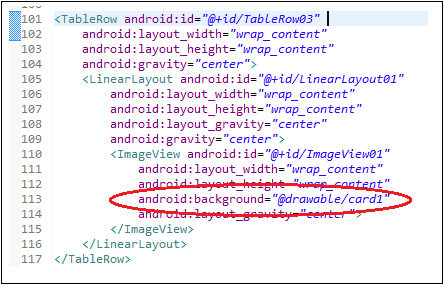 100
101 <TableRow android:id="@+id/TableRow03"
102 android:layout_width="wrap_content"
103 android:layout_height="wrap_content"
104 android:gravity="center">
105 <LinearLayout android:id="@+id/LinearLayout01"
106 android:layout_width="wrap_content"
107 android:layout_height="wrap_content"
108 android:layout_gravity="center"
109 android:gravity="center">
110 <ImageView android:id="@+id/ImageView01"
111 android:layout_width="wrap_content"
112 android:layout_height="wrap_content"
113 android:background="@drawable/card1"
114 android:layout_gravity="center">
115 </ImageView>
116 </LinearLayout>
117 </TableRow>